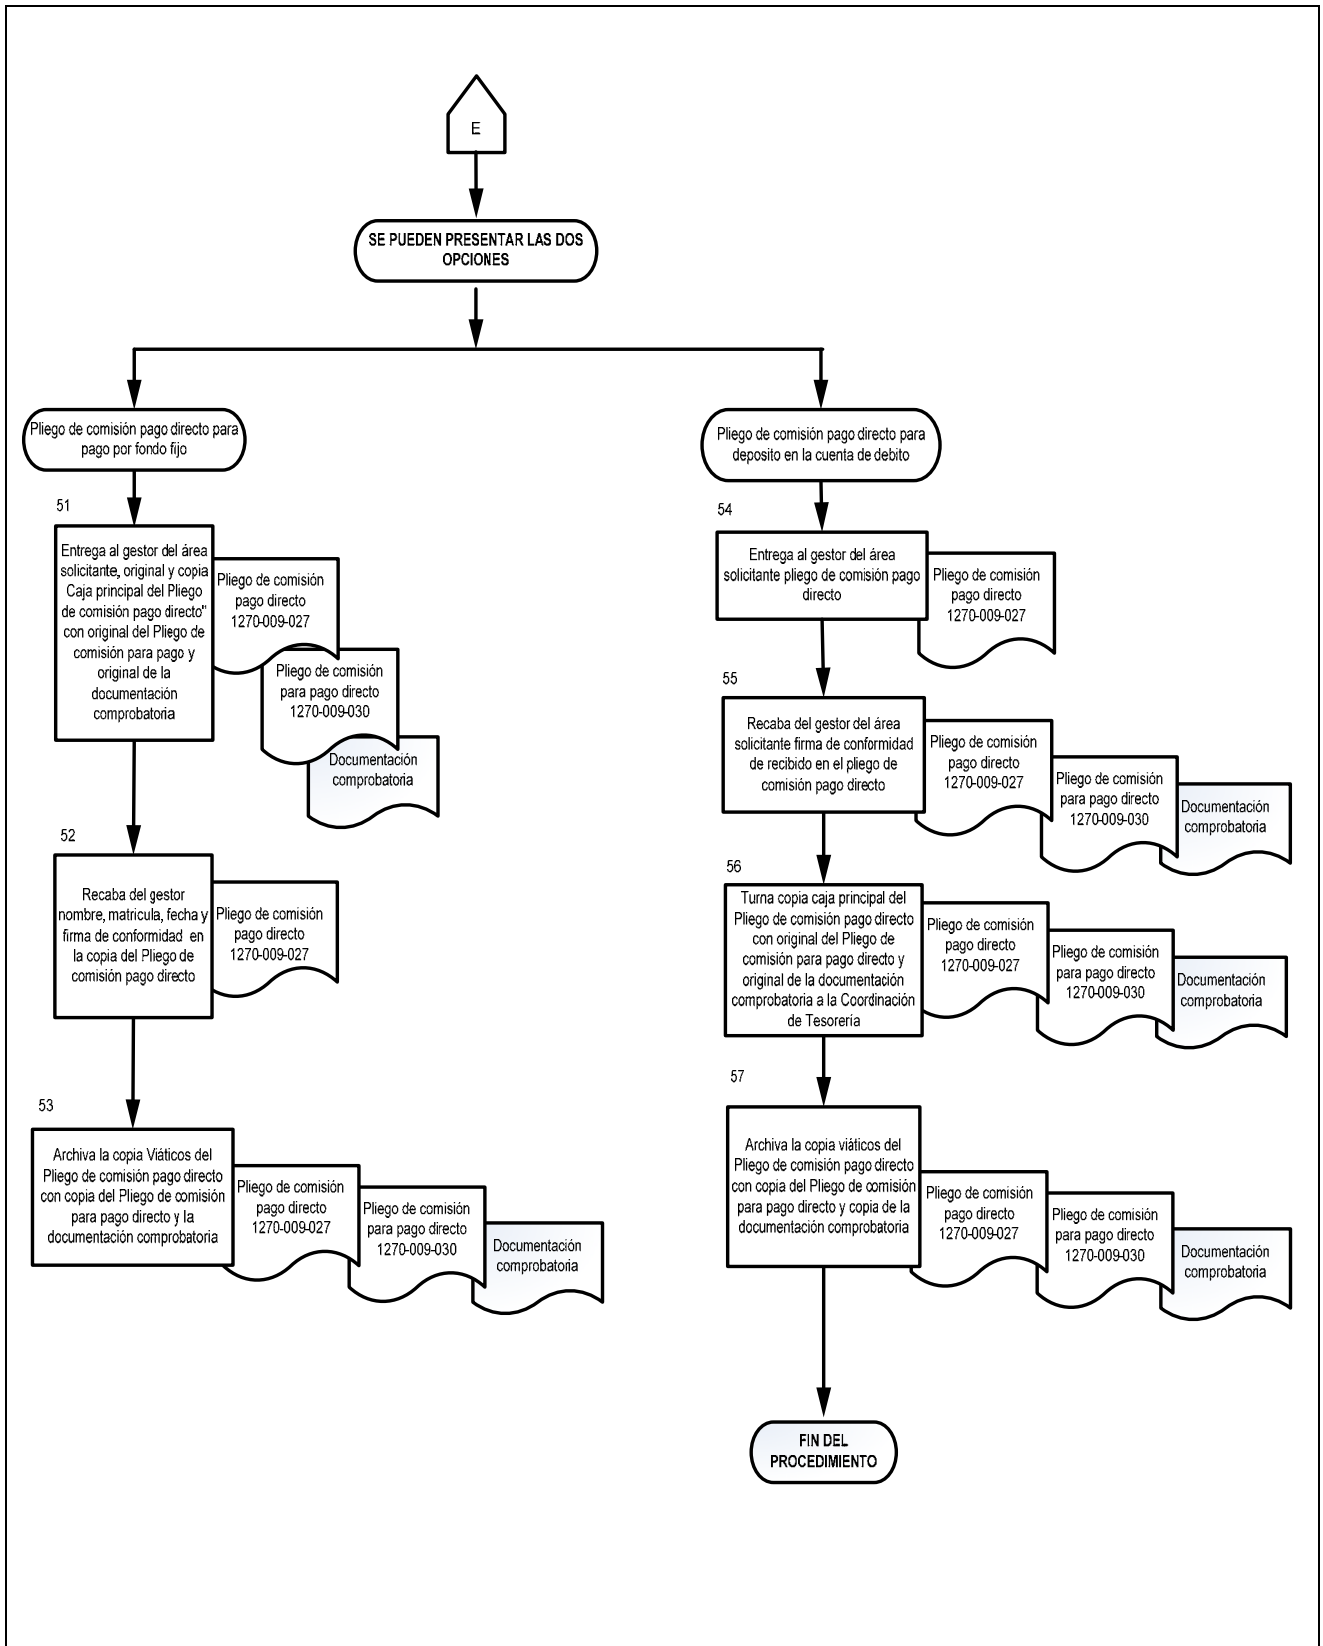 E
SE PUEDEN PRESENTAR LAS DOS
OPCIONES
Pliego de comisión pago directo para
pago por fondo fijo
51
Entrega al gestor del área
solicitante, original y copia
Caja principal del Pliego
de comisión pago directo"
con original del Pliego de
comisión para pago y
original de la
documentación
comprobatoria
Pliego de comisión
pago directo
1270-009-027
Pliego de comisión
para pago directo
1270-009-030
Documentación
comprobatoria
52
Recaba del gestor
nombre, matricula, fecha y
firma de conformidad en
la copia del Pliego de
comisión pago directo
Pliego de comisión
pago directo
1270-009-027
53
Archiva la copia Viáticos del
Pliego de comisión pago directo
con copia del Pliego de comisión
para pago directo y la
documentación comprobatoria
Pliego de comisión
pago directo
1270-009-027
Pliego de comisión
para pago directo
1270-009-030
Documentación
comprobatoria
Pliego de comisión pago directo para
deposito en la cuenta de debito
54
Entrega al gestor del área
solicitante pliego de comisión pago
directo
Pliego de comisión
pago directo
1270-009-027
55
Recaba del gestor del área
solicitante firma de conformidad
de recibido en el pliego de
comisión pago directo
Pliego de comisión
pago directo
1270-009-027
Pliego de comisión
para pago directo
1270-009-030
Documentación
comprobatoria
56
Turna copia caja principal del
Pliego de comisión pago directo
con original del Pliego de
comisión para pago directo y
original de la documentación
comprobatoria a la Coordinación
de Tesorería
Pliego de comisión
pago directo
1270-009-027
Pliego de comisión
para pago directo
1270-009-030
Documentación
comprobatoria
57
Archiva la copia viáticos del
Pliego de comisión pago directo
con copia del Pliego de comisión
para pago directo y copia de la
documentación comprobatoria
Pliego de comisión
pago directo
1270-009-027
Pliego de comisión
para pago directo
1270-009-030
Documentación
comprobatoria
FIN DEL
PROCEDIMIENTO